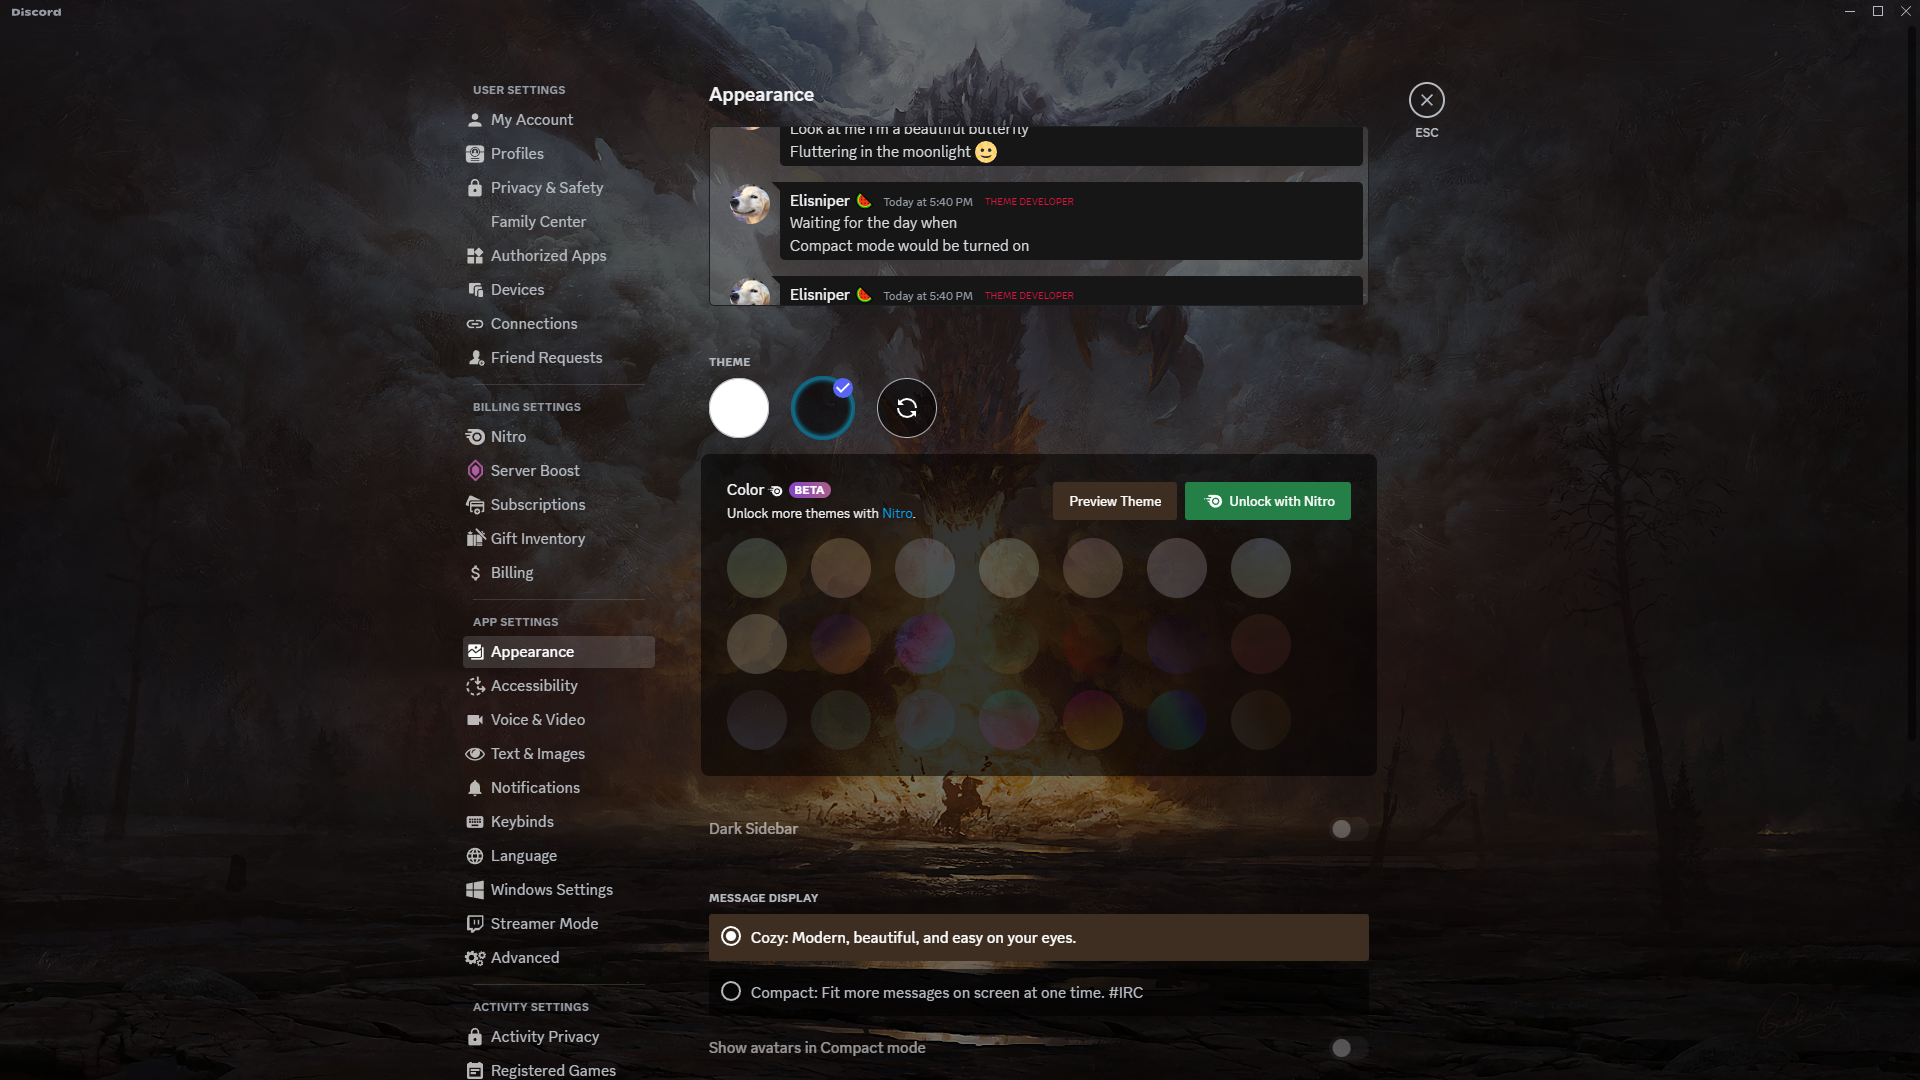 Discord
USER SETTINGS
My Account
Profiles
Privacy & Safety
Family Center
Authorized Apps
Devices
Connections
Friend Requests
BILLING SETTINGS
Nitro
Server Boost
Subscriptions
Gift Inventory
Billing
APP SETTINGS
Appearance
Accessibility
Voice & Video
Text & Images
Notifications
Keybinds
Language
Windows Settings
Streamer Mode
Advanced
ACTIVITY SETTINGS
Activity Privacy
Registered Games
Appearance
Look at me I'm a beautiful butterfly
Fluttering in the moonlight
Elisniper Today at 5:40 PM THEME DEVELOPER
Waiting for the day when
Compact mode would be turned on
Elisniper Today at 5:40 PM THEME DEVELOPER
THEME
Color BETA
Unlock more themes with Nitro.
Preview Theme
Unlock with Nitro
Dark Sidebar
MESSAGE DISPLAY
Cozy: Modern, beautiful, and easy on your eyes.
Compact: Fit more messages on screen at one time. #IRC
Show avatars in Compact mode
ESC